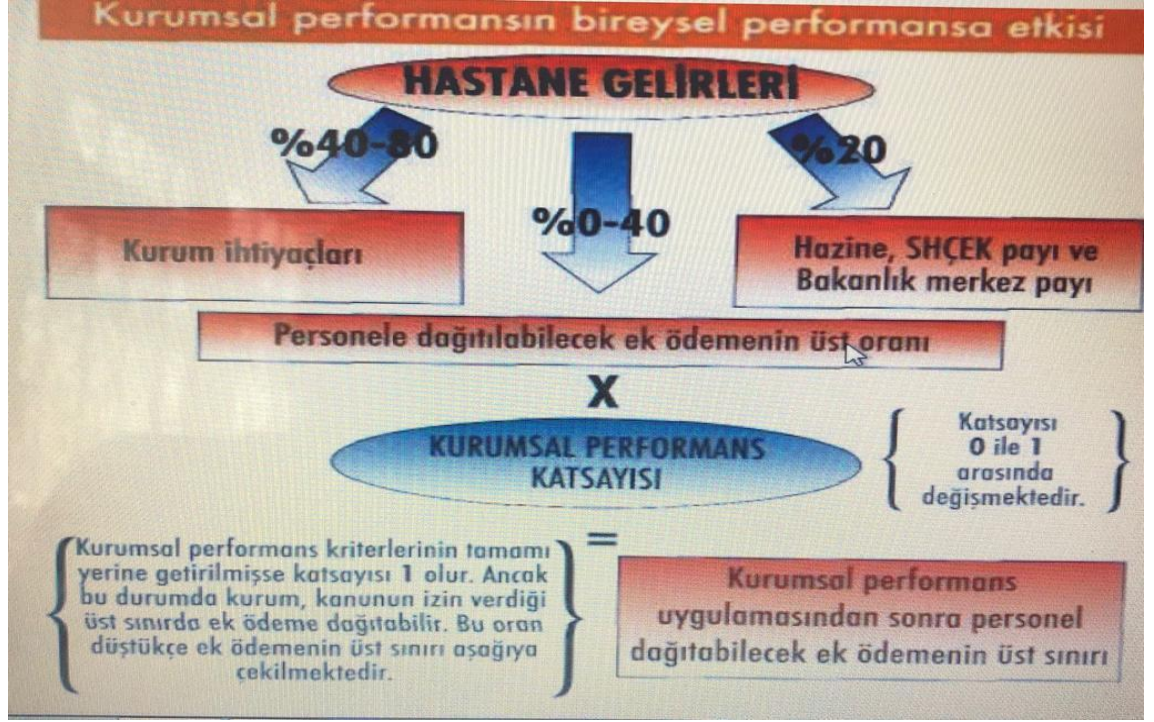 Kurumsal performansın bireysel performansa etkisi
HASTANE GELİRLERİ
%40-80
%0-40
%20
Kurum ihtiyaçları
Hazine, SHÇEK payı ve
Bakanlık merkez payı
Personele dağıtılabilecek ek ödemenin üst oranı
X
KURUMSAL PERFORMANS
KATSAYISI
Katsayısı
0 ile 1
arasında
değişmektedir.
=
Kurumsal performans kriterlerinin tamamı
yerine getirilmişse katsayısı 1 olur. Ancak
bu durumda kurum, kanunun izin verdiği
üst sınırda ek ödeme dağıtabilir. Bu oran
düştükçe ek ödemenin üst sınırı aşağıya
çekilmektedir.
Kurumsal performans
uygulamasından sonra personel
dağıtabilecek ek ödemenin üst sınırı